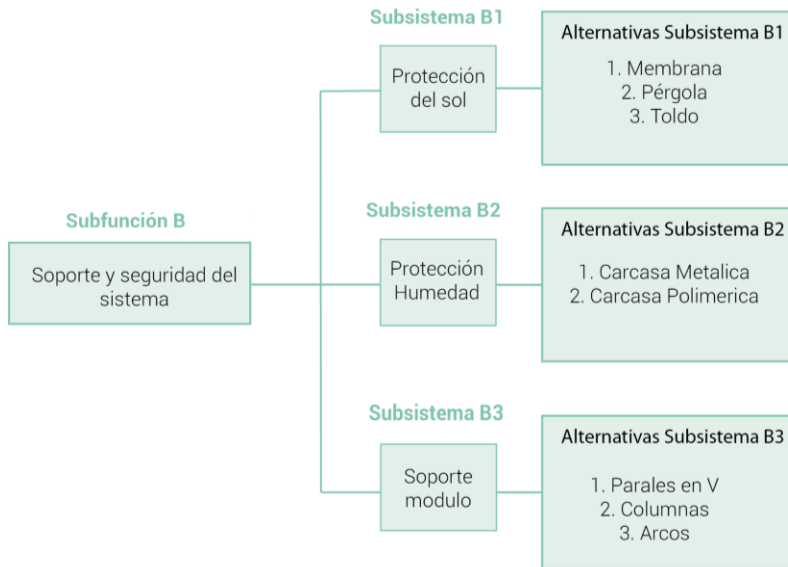 Subfunción B
Soporte y seguridad del
sistema
Subsistema B1
Protección
del sol
Alternativas Subsistema B1
1. Membrana
2. Pérgola
3. Toldo
Subsistema B2
Protección
Humedad
Alternativas Subsistema B2
1. Carcasa Metalica
2. Carcasa Polimerica
Subsistema B3
Soporte
modulo
Alternativas Subsistema B3
1. Parales en V
2. Columnas
3. Arcos